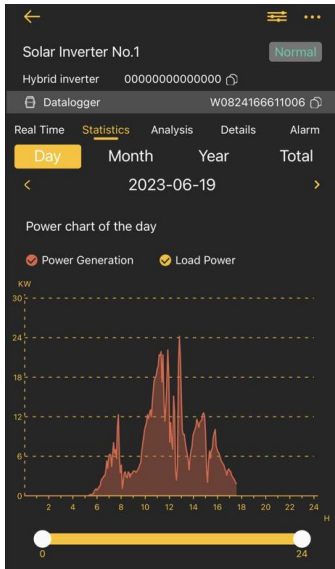 Solar Inverter No.1 Normal
Hybrid inverter 00000000000000
Datalogger W0824166611006
Real Time Statistics Analysis Details Alarm
Day Month Year Total
< 2023-06-19 >
Power chart of the day
Power Generation Load Power
KW
30
24
18
12
6
0
2 4 6 8 10 12 14 16 18 20 22 24
H
0 24